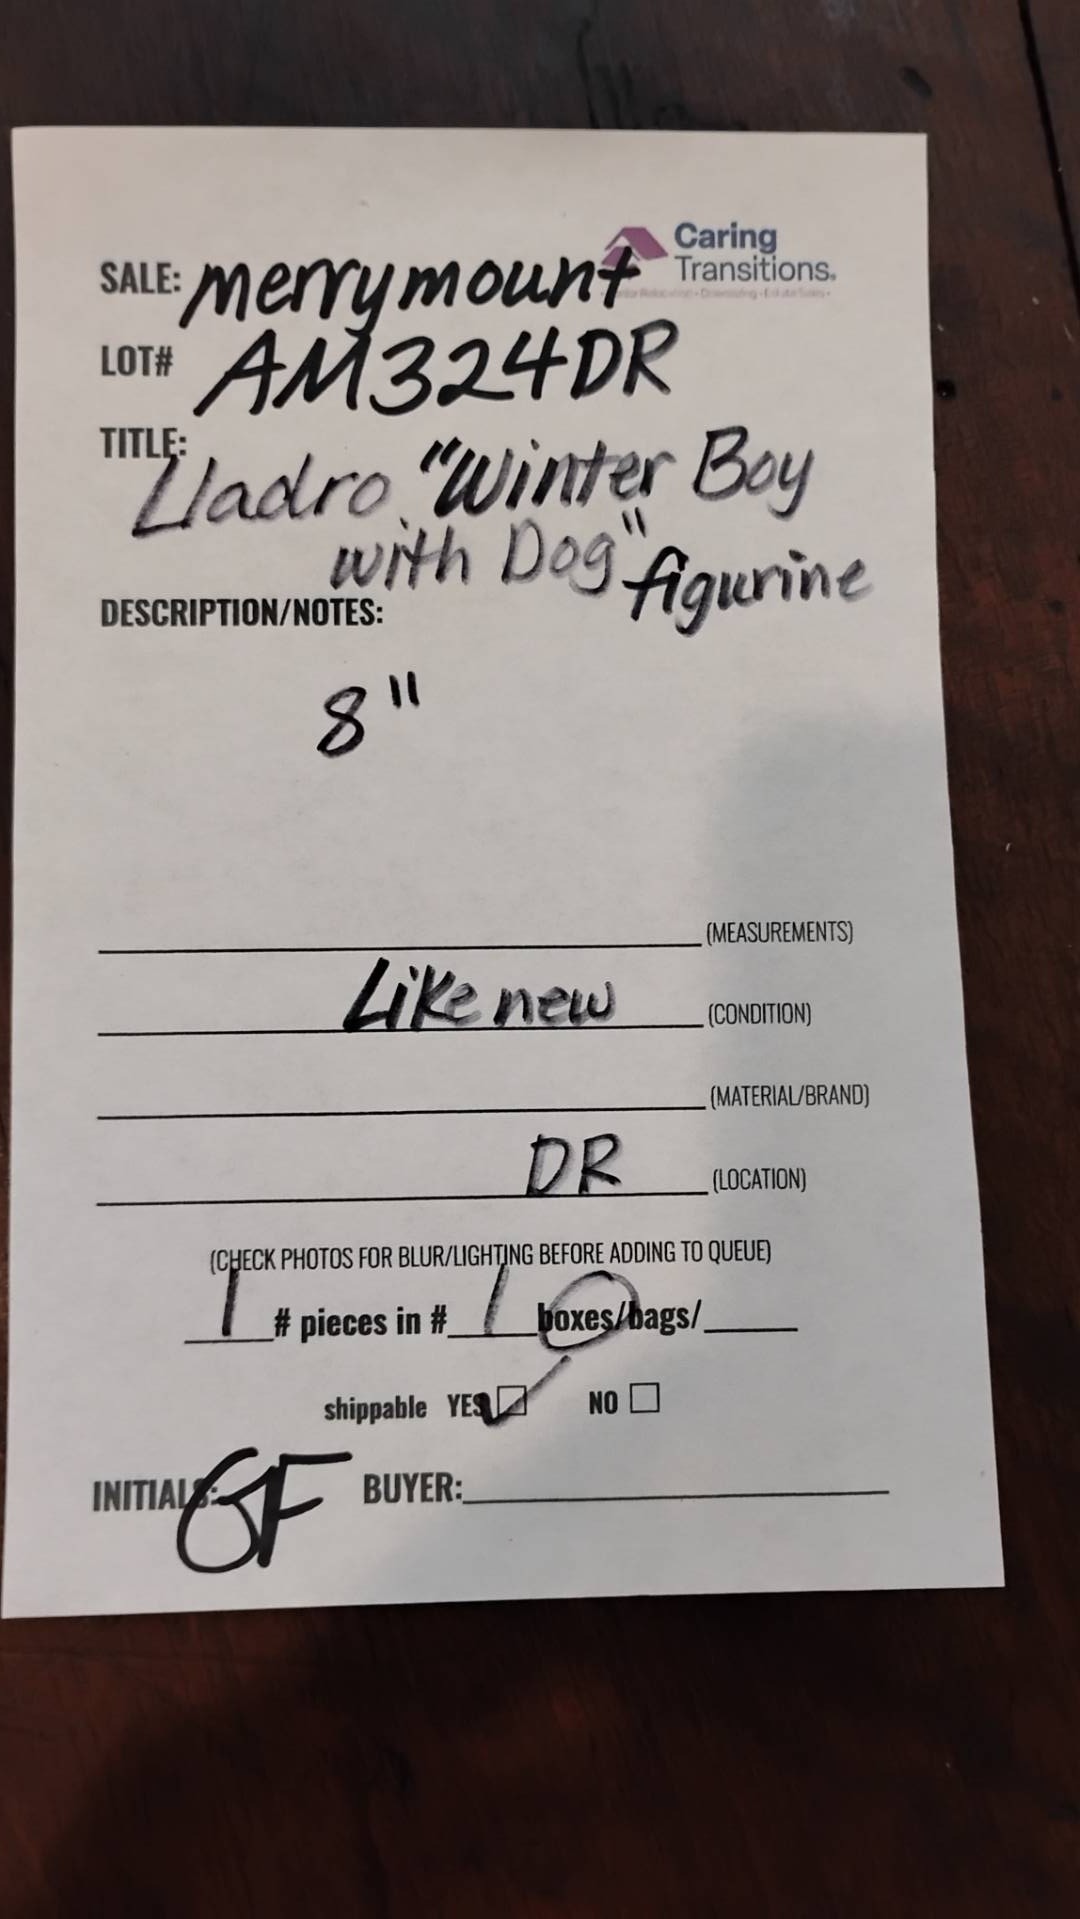 Caring
Transitions.
SALE: merrymount
LOT# AM324DR
TITLE: Lladro "Winter Boy
with Dog" figurine
DESCRIPTION/NOTES:
8"
(MEASUREMENTS)
Like new (CONDITION)
(MATERIAL/BRAND)
DR (LOCATION)
(CHECK PHOTOS FOR BLUR/LIGHTING BEFORE ADDING TO QUEUE)
1 # pieces in # 1 boxes/bags/
shippable YES NO
INITIALS: GF BUYER: